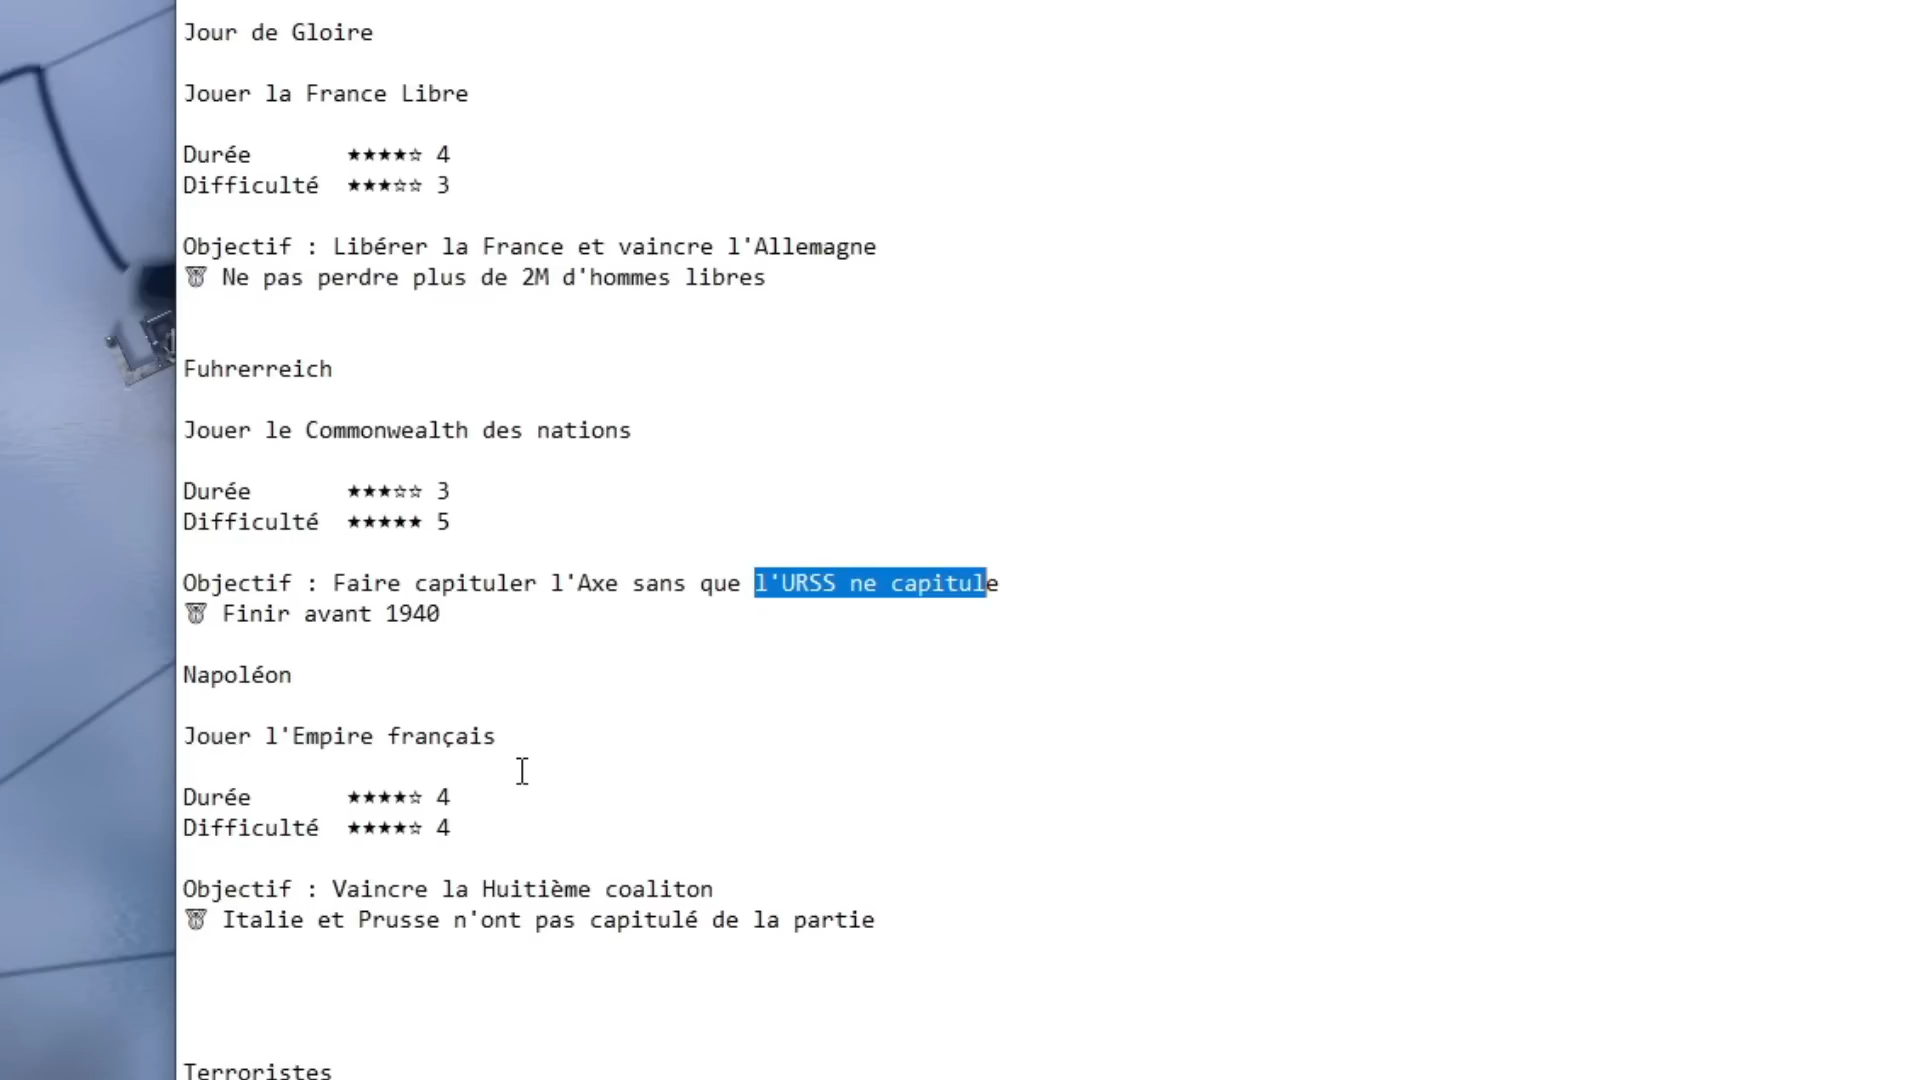 Jour de Gloire
Jouer la France Libre
Durée ★★★★☆ 4
Difficulté ★★★☆☆ 3
Objectif : Libérer la France et vaincre l'Allemagne
🎖 Ne pas perdre plus de 2M d'hommes libres
Fuhrerreich
Jouer le Commonwealth des nations
Durée ★★★☆☆ 3
Difficulté ★★★★★ 5
Objectif : Faire capituler l'Axe sans que l'URSS ne capitule
🎖 Finir avant 1940
Napoléon
Jouer l'Empire français
Durée ★★★★☆ 4
Difficulté ★★★★☆ 4
Objectif : Vaincre la Huitième coaliton
🎖 Italie et Prusse n'ont pas capitulé de la partie
Terroristes